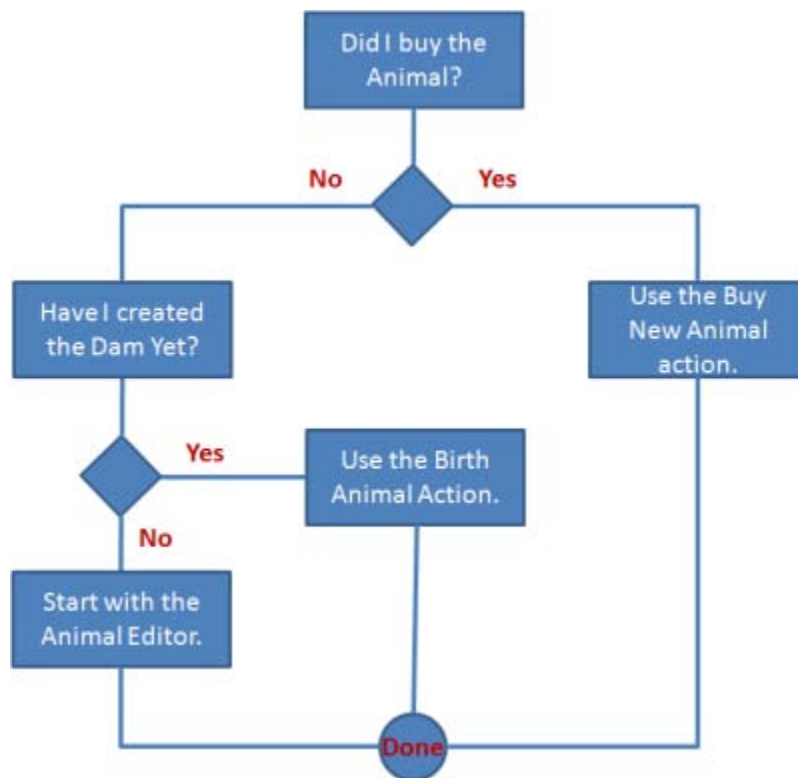 Did I buy the
Animal?
No
Yes
Have I created
the Dam Yet?
Use the Buy
New Animal
action.
Yes
Use the Birth
Animal Action.
No
Start with the
Animal Editor.
Done